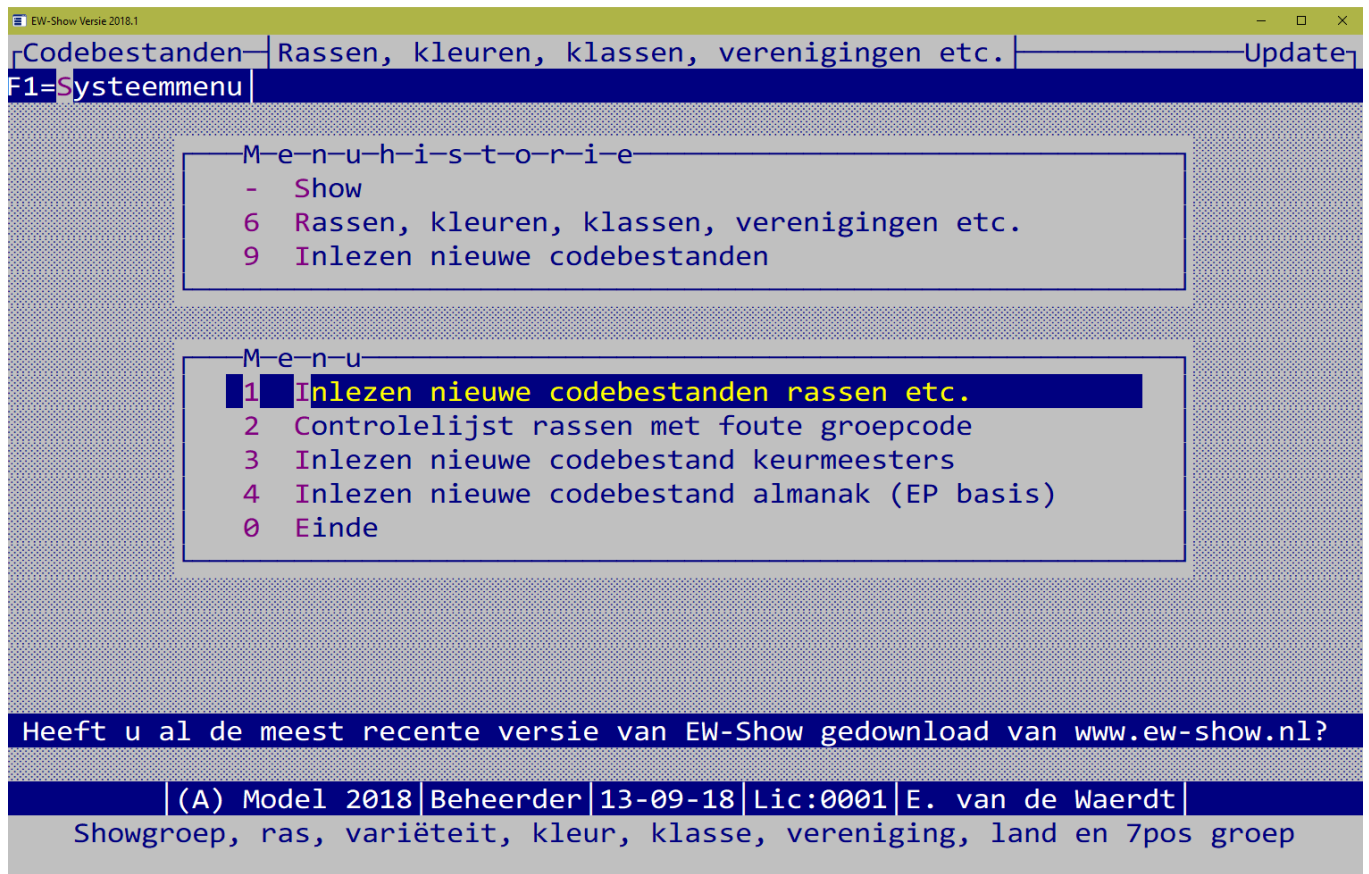 EW-Show Versie 2018.1
Codebestanden Rassen, kleuren, klassen, verenigingen etc. Update
F1=Systeemmenu
M-e-n-u-h-i-s-t-o-r-i-e
- Show
6 Rassen, kleuren, klassen, verenigingen etc.
9 Inlezen nieuwe codebestanden
M-e-n-u
1 Inlezen nieuwe codebestanden rassen etc.
2 Controlelijst rassen met foute groepcode
3 Inlezen nieuwe codebestand keurmeesters
4 Inlezen nieuwe codebestand almanak (EP basis)
0 Einde
Heeft u al de meest recente versie van EW-Show gedownload van www.ew-show.nl?
(A) Model 2018|Beheerder|13-09-18|Lic:0001|E. van de Waerdt|
Showgroep, ras, variëteit, kleur, klasse, vereniging, land en 7pos groep